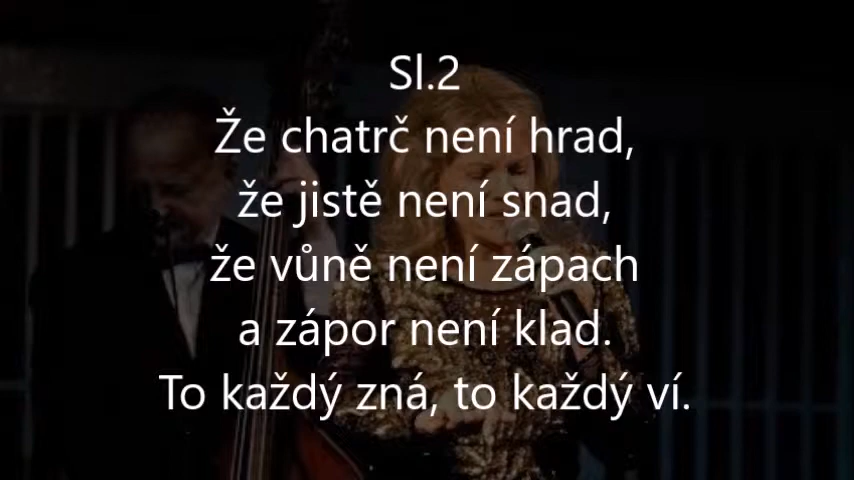 Sl.2
Že chatrč není hrad,
že jistě není snad,
že vůně není zápach
a zápor není klad.
To každý zná, to každý ví.